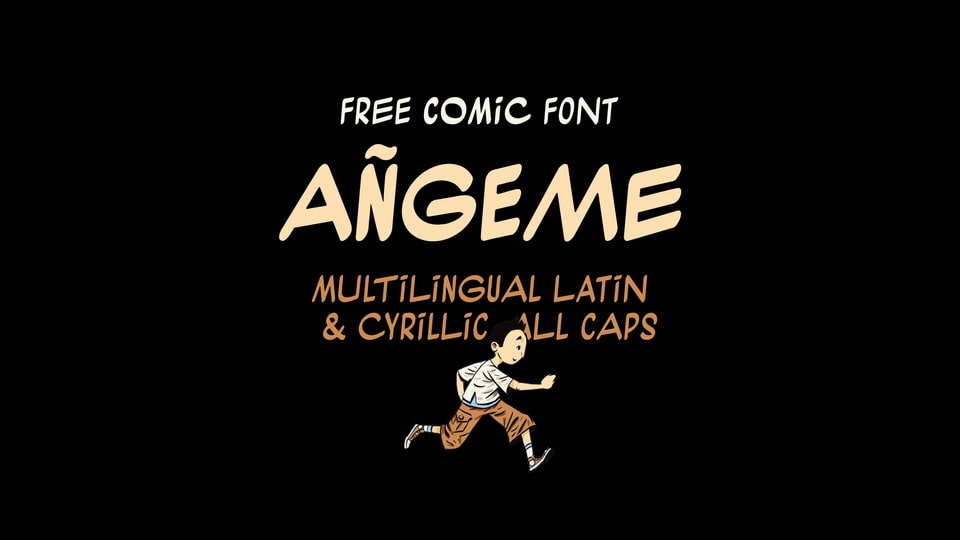 FREE COMiC FONT
AÑGEME
MULTiLiNGUAL LATiN
& CYRiLLiC ALL CAPS